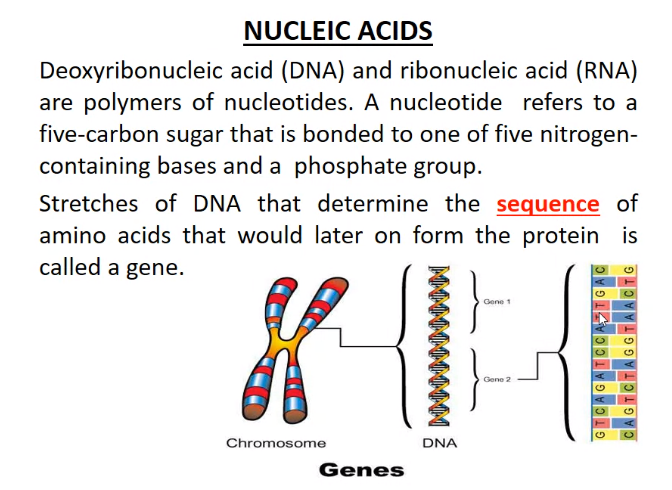 NUCLEIC ACIDS
Deoxyribonucleic acid (DNA) and ribonucleic acid (RNA)
are polymers of nucleotides. A nucleotide refers to a
five-carbon sugar that is bonded to one of five nitrogen-
containing bases and a phosphate group.
Stretches of DNA that determine the sequence of
amino acids that would later on form the protein is
called a gene.
Gene 1
Gene 2
G T C A G A T C C A T G A C
C A G T C T A G G T A A C T G
Chromosome
DNA
Genes